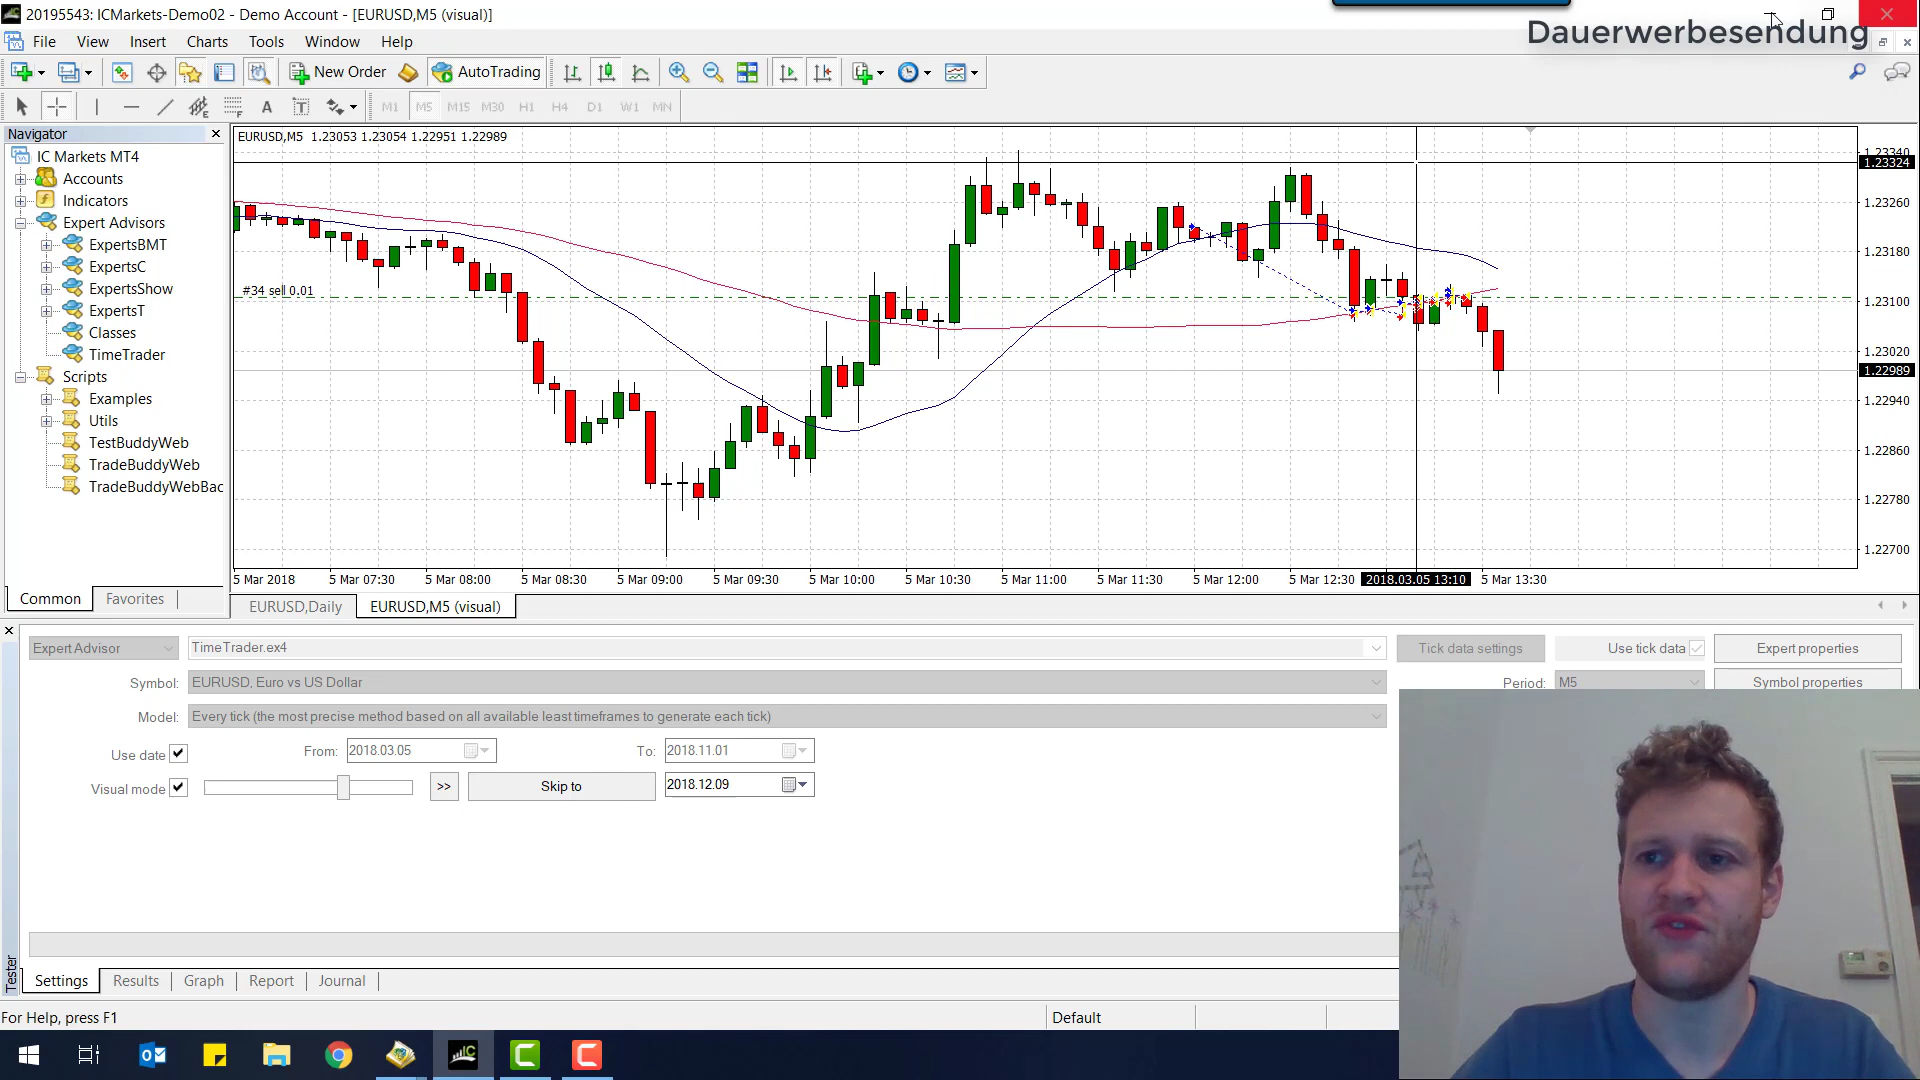 20195543: ICMarkets-Demo02 - Demo Account - [EURUSD,M5 (visual)]
Dauerwerbesendung
File View Insert Charts Tools Window Help
New Order AutoTrading
A T M1 M5 M15 M30 H1 H4 D1 W1 MN
Navigator
IC Markets MT4
Accounts
Indicators
Expert Advisors
ExpertsBMT
ExpertsC
ExpertsShow
ExpertsT
Classes
TimeTrader
Scripts
Examples
Utils
TestBuddyWeb
TradeBuddyWeb
TradeBuddyWebBac
Common Favorites
EURUSD,M5 1.23053 1.23054 1.22951 1.22989
#34 sell 0.01
1.23340
1.23324
1.23260
1.23180
1.23100
1.23020
1.22989
1.22940
1.22860
1.22780
1.22700
5 Mar 2018 5 Mar 07:30 5 Mar 08:00 5 Mar 08:30 5 Mar 09:00 5 Mar 09:30 5 Mar 10:00 5 Mar 10:30 5 Mar 11:00 5 Mar 11:30 5 Mar 12:00 5 Mar 12:30 2018.03.05 13:10 5 Mar 13:30
EURUSD,Daily EURUSD,M5 (visual)
Expert Advisor TimeTrader.ex4 Tick data settings Use tick data Expert properties
Symbol: EURUSD, Euro vs US Dollar Period: M5 Symbol properties
Model: Every tick (the most precise method based on all available least timeframes to generate each tick)
Use date From: 2018.03.05 To: 2018.11.01
Visual mode >> Skip to 2018.12.09
Tester
Settings Results Graph Report Journal
For Help, press F1 Default